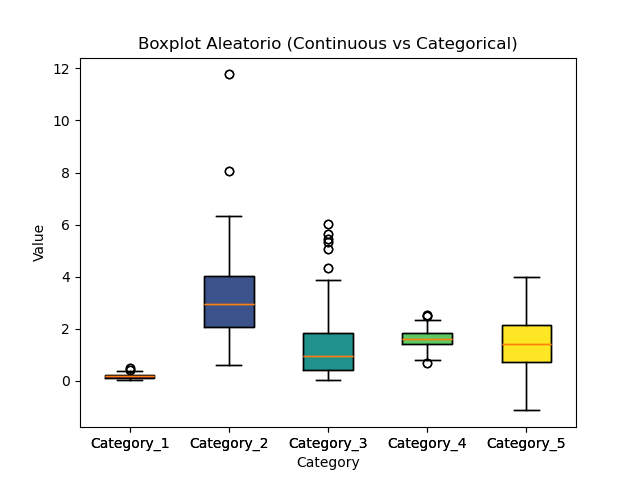 Boxplot Aleatorio (Continuous vs Categorical)
12
10
8
6
4
2
0
Value
Category_1 Category_2 Category_3 Category_4 Category_5
Category